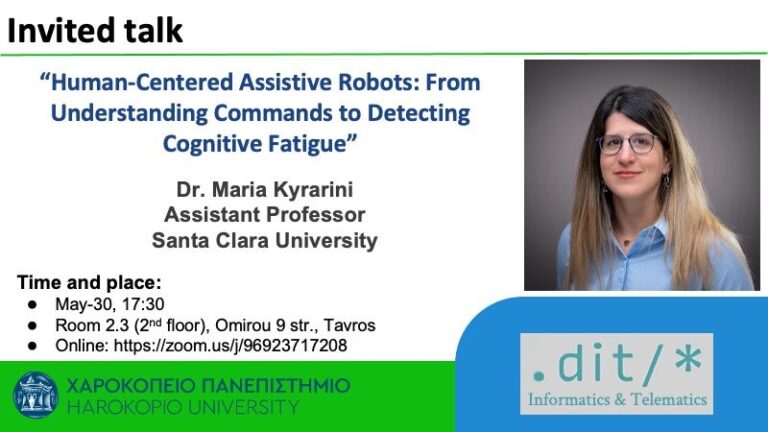 Invited talk
“Human-Centered Assistive Robots: From
Understanding Commands to Detecting
Cognitive Fatigue”
Dr. Maria Kyrarini
Assistant Professor
Santa Clara University
Time and place:
● May-30, 17:30
● Room 2.3 (2nd floor), Omirou 9 str., Tavros
● Online: https://zoom.us/j/96923717208
ΧΑΡΟΚΟΠΕΙΟ ΠΑΝΕΠΙΣΤΗΜΙΟ
HAROKOPIO UNIVERSITY
.dit/*
Informatics & Telematics